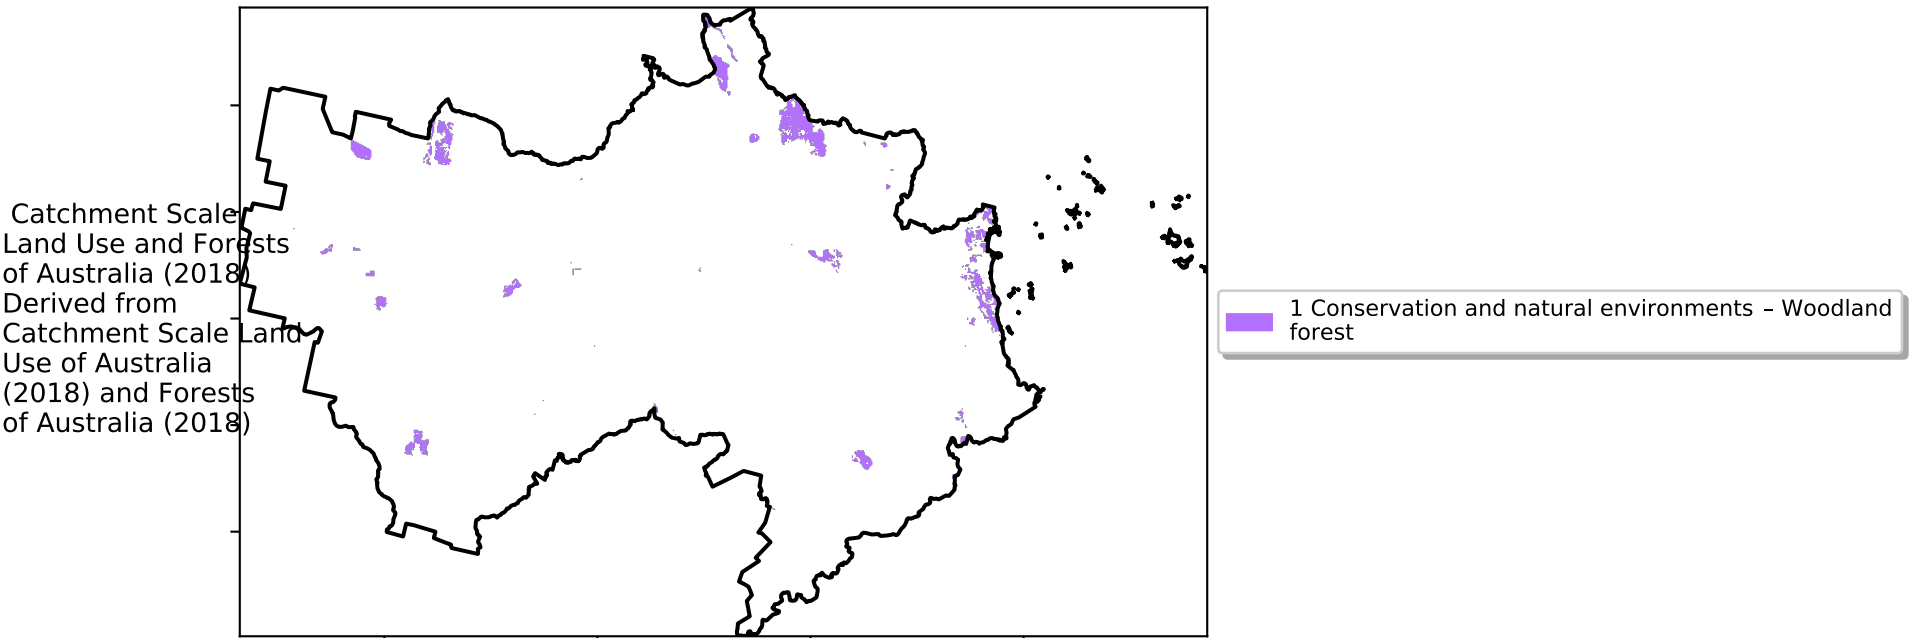 Catchment Scale
Land Use and Forests
of Australia (2018)
Derived from
Catchment Scale Land
Use of Australia
(2018) and Forests
of Australia (2018)
1 Conservation and natural environments – Woodland
forest